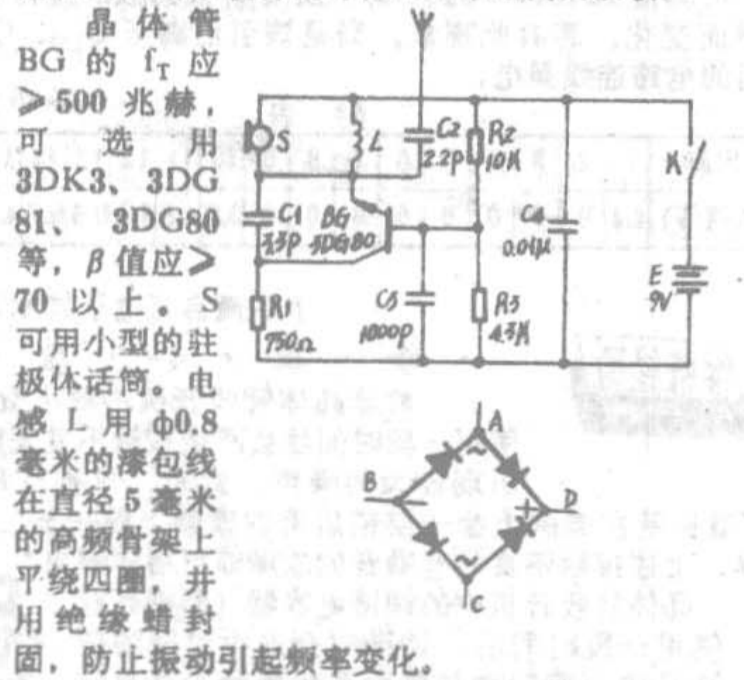 晶体管
BG 的 fT 应
≥500 兆赫，
可选用
3DK3、3DG
81、3DG80
等，β值应≥
70 以上。S
可用小型的驻
极体话筒。电
感 L 用 φ0.8
毫米的漆包线
在直径 5 毫米
的高频骨架上
平绕四圈，并
用绝缘蜡封
固，防止振动引起频率变化。
S
L
C2
2.2P
R2
10K
K
C1
3.3P
BG
3DG80
C4
0.01μ
E
9V
R1
750Ω
C3
1000P
R3
4.3K
A
B
D
C